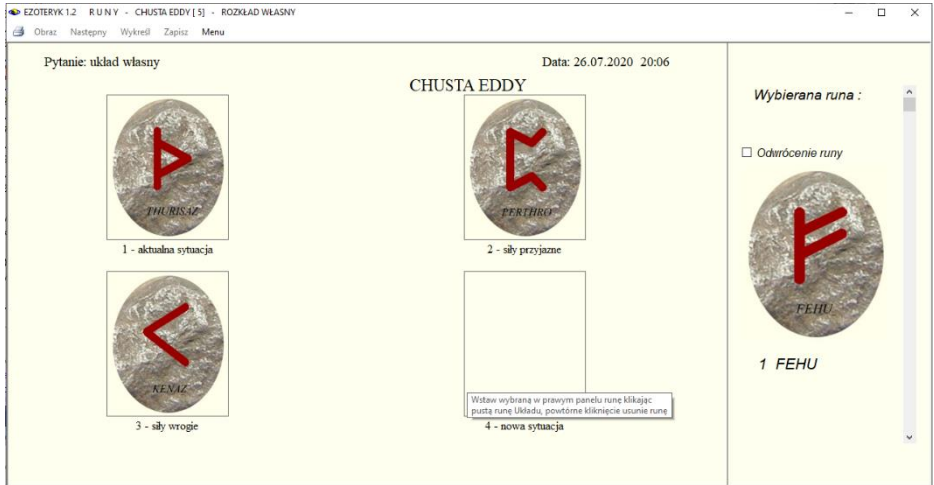 EZOTERYK 1.2 R U N Y - CHUSTA EDDY [ 5] - ROZKŁAD WŁASNY
Obraz Następny Wykreśl Zapisz Menu
Pytanie: układ własny
Data: 26.07.2020 20:06
CHUSTA EDDY
THURISAZ
1 - aktualna sytuacja
PERTHRO
2 - siły przyjazne
KENAZ
3 - siły wrogie
Wstaw wybraną w prawym panelu runę klikając
pustą runę Układu, powtórne kliknięcie usunie runę
4 - nowa sytuacja
Wybierana runa :
Odwrócenie runy
FEHU
1 FEHU